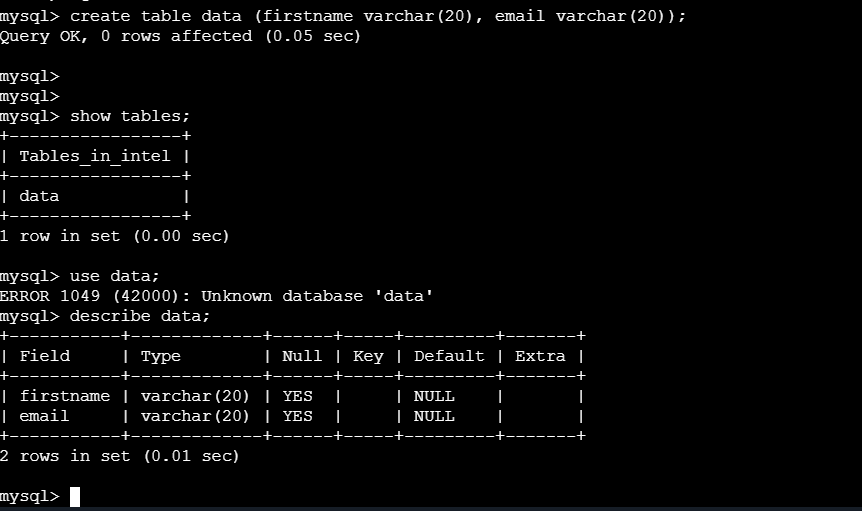 mysql> create table data (firstname varchar(20), email varchar(20));
Query OK, 0 rows affected (0.05 sec)
mysql>
mysql>
mysql> show tables;
+-----------------+
| Tables_in_intel |
+-----------------+
| data            |
+-----------------+
1 row in set (0.00 sec)
mysql> use data;
ERROR 1049 (42000): Unknown database 'data'
mysql> describe data;
+-----------+-------------+------+-----+---------+-------+
| Field     | Type        | Null | Key | Default | Extra |
+-----------+-------------+------+-----+---------+-------+
| firstname | varchar(20) | YES  |     | NULL    |       |
| email     | varchar(20) | YES  |     | NULL    |       |
+-----------+-------------+------+-----+---------+-------+
2 rows in set (0.01 sec)
mysql>